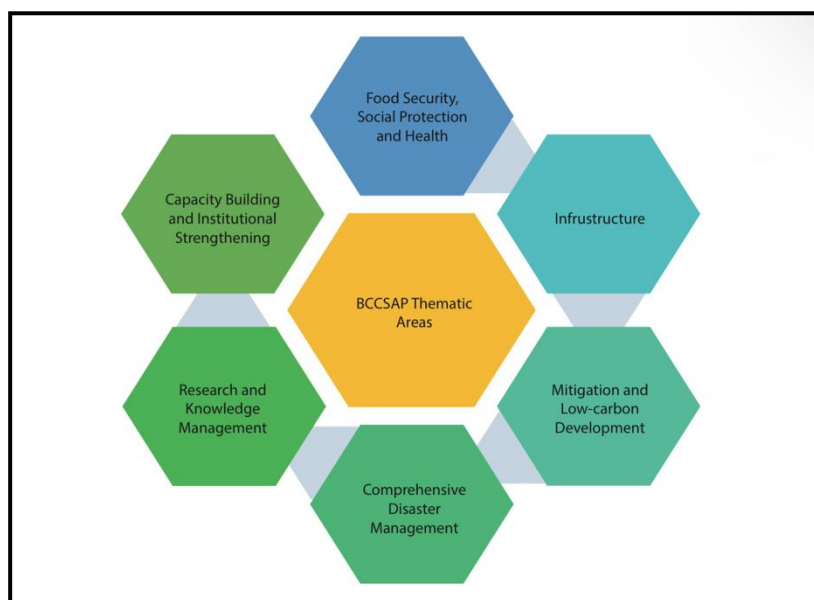 Food Security,
Social Protection
and Health
Capacity Building
and Institutional
Strengthening
Infrustructure
BCCSAP Thematic
Areas
Research and
Knowledge
Management
Mitigation and
Low-carbon
Development
Comprehensive
Disaster
Management